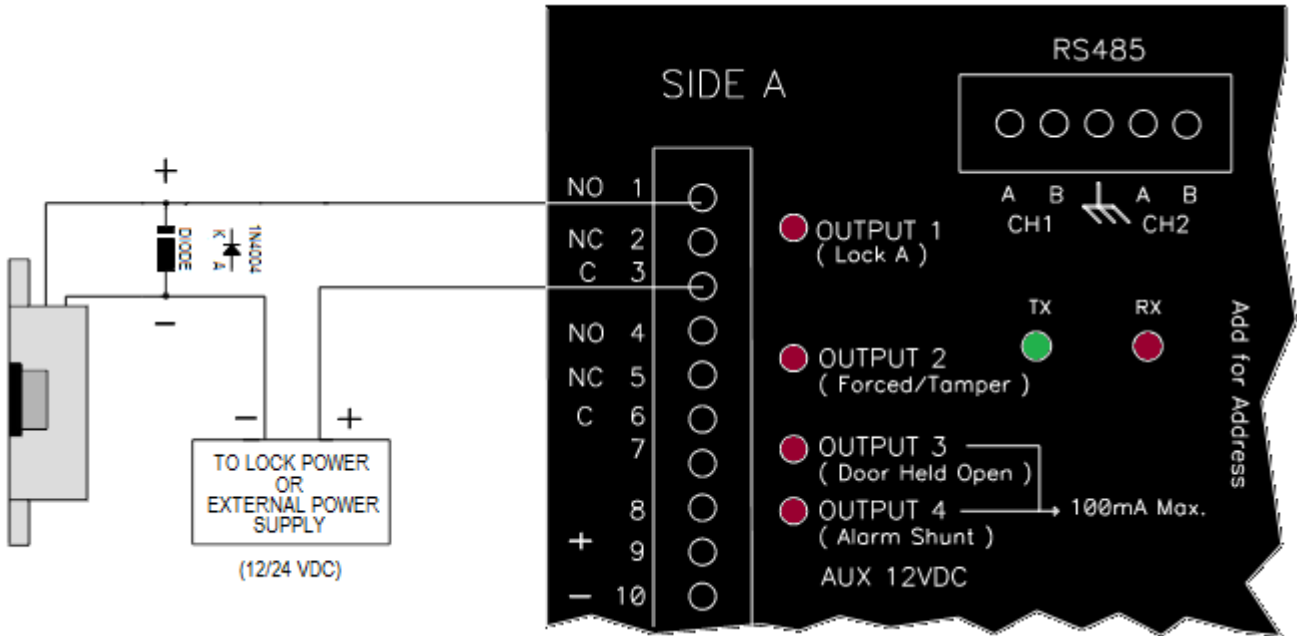 RS485
SIDE A
A B A B
CH1 CH2
NO 1
NC 2
C 3
NO 4
NC 5
C 6
7
8
+ 9
− 10
OUTPUT 1
( Lock A )
OUTPUT 2
( Forced/Tamper )
OUTPUT 3
( Door Held Open )
OUTPUT 4
( Alarm Shunt )
100mA Max.
AUX 12VDC
TX RX
Add for Address
+
DIODE
K A
1N4004
−
− +
TO LOCK POWER
OR
EXTERNAL POWER
SUPPLY
(12/24 VDC)